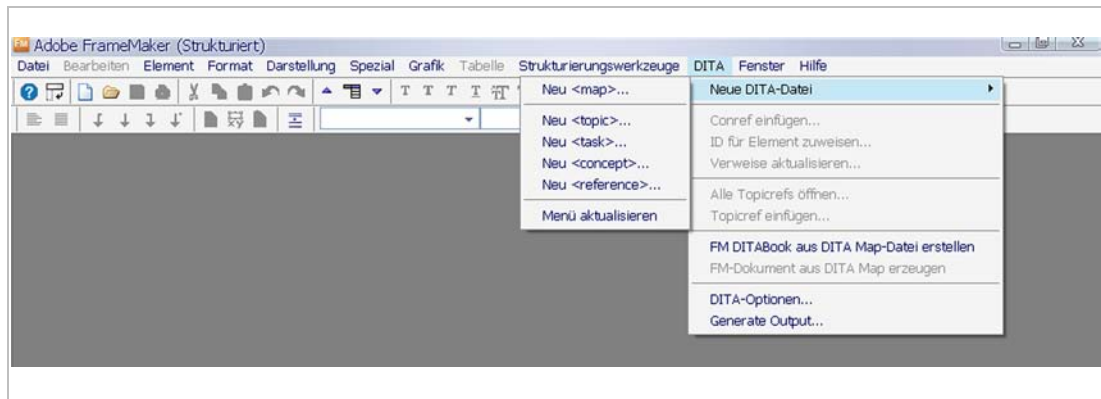 Adobe FrameMaker (Strukturiert)
Datei Bearbeiten Element Format Darstellung Spezial Grafik Tabelle Strukturierungswerkzeuge DITA Fenster Hilfe
Neu <map>...
Neu <topic>...
Neu <task>...
Neu <concept>...
Neu <reference>...
Menü aktualisieren
Neue DITA-Datei
Conref einfügen...
ID für Element zuweisen...
Verweise aktualisieren...
Alle Topicrefs öffnen...
Topicref einfügen...
FM DITABook aus DITA Map-Datei erstellen
FM-Dokument aus DITA Map erzeugen
DITA-Optionen...
Generate Output...